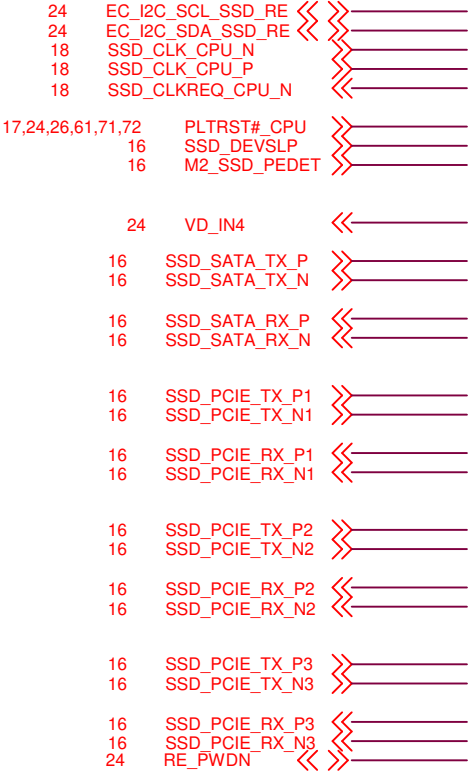 24 EC_I2C_SCL_SSD_RE
24 EC_I2C_SDA_SSD_RE
18 SSD_CLK_CPU_N
18 SSD_CLK_CPU_P
18 SSD_CLKREQ_CPU_N
17,24,26,61,71,72 PLTRST#_CPU
16 SSD_DEVSLP
16 M2_SSD_PEDET
24 VD_IN4
16 SSD_SATA_TX_P
16 SSD_SATA_TX_N
16 SSD_SATA_RX_P
16 SSD_SATA_RX_N
16 SSD_PCIE_TX_P1
16 SSD_PCIE_TX_N1
16 SSD_PCIE_RX_P1
16 SSD_PCIE_RX_N1
16 SSD_PCIE_TX_P2
16 SSD_PCIE_TX_N2
16 SSD_PCIE_RX_P2
16 SSD_PCIE_RX_N2
16 SSD_PCIE_TX_P3
16 SSD_PCIE_TX_N3
16 SSD_PCIE_RX_P3
16 SSD_PCIE_RX_N3
24 RE_PWDN